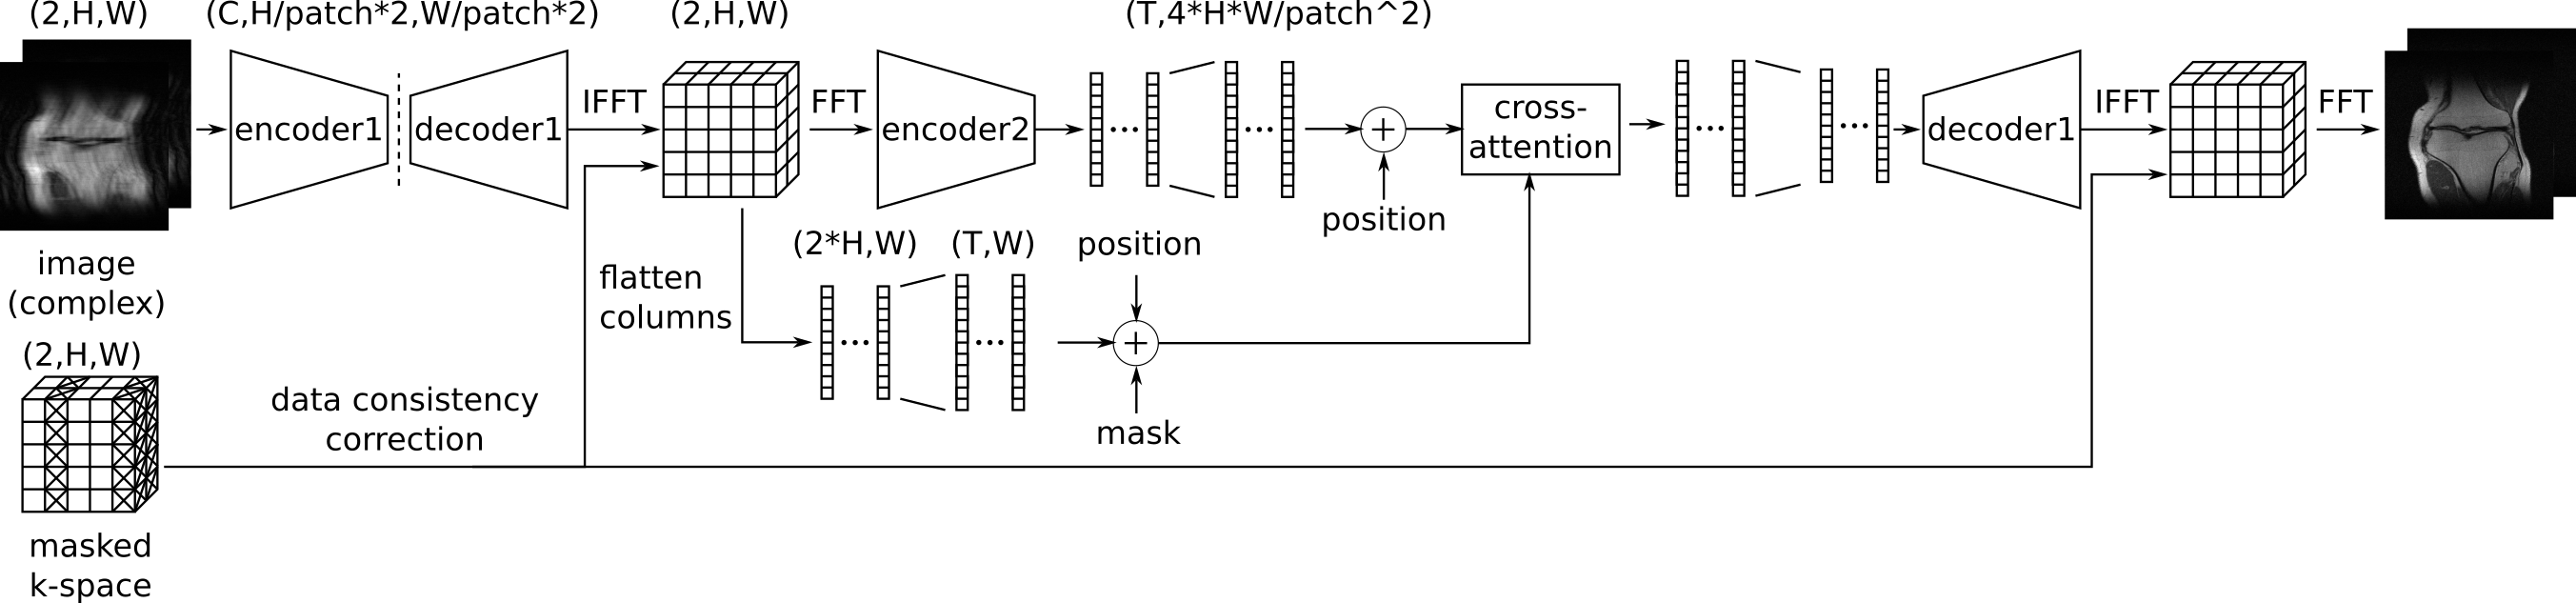 (2,H,W)
(C,H/patch*2,W/patch*2)
(2,H,W)
(T,4*H*W/patch^2)
encoder1
decoder1
IFFT
FFT
encoder2
cross-
attention
decoder1
IFFT
FFT
position
image
(complex)
flatten
columns
(2*H,W)
(T,W)
position
mask
(2,H,W)
data consistency
correction
masked
k-space